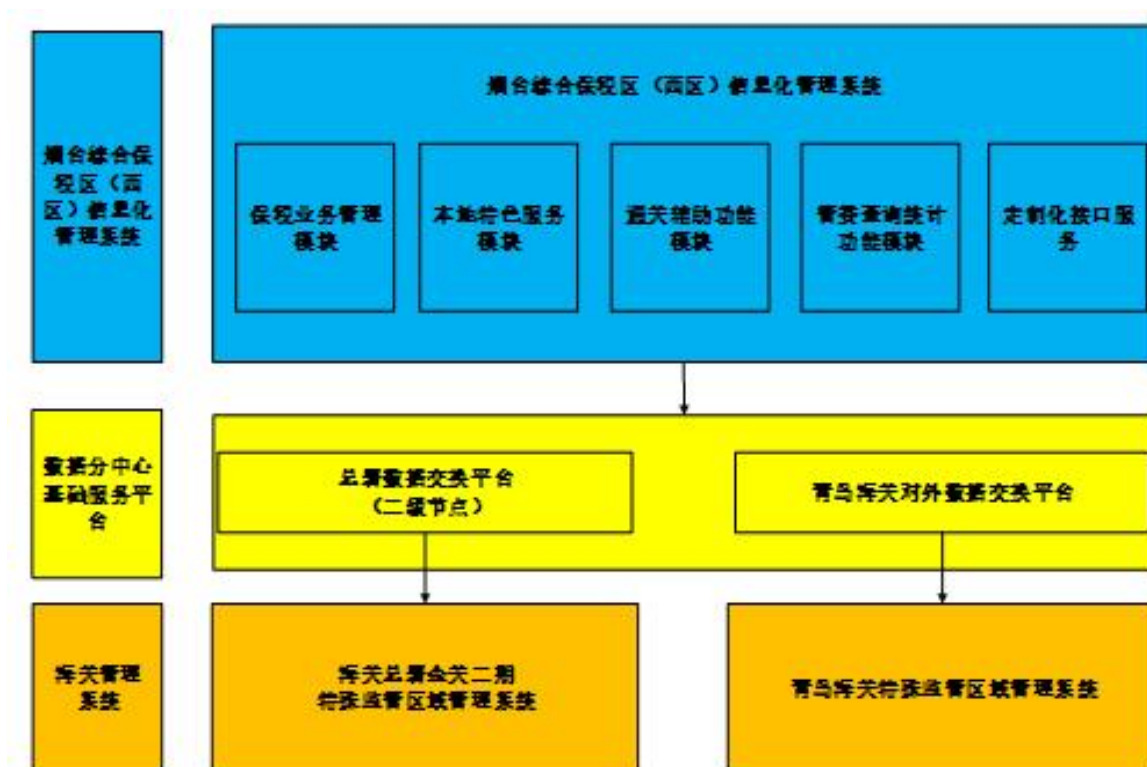 烟台综合保税区（西区）信息化管理系统
烟台综合保
税区（西
区）信息化
管理系统
保税业务管理
模块
本地特色服务
模块
通关辅助功能
模块
管委查询统计
功能模块
定制化接口服
务
数据分中心
基础服务平
台
总署数据交换平台
（二级节点）
青岛海关对外数据交换平台
海关管理
系统
海关总署金关二期
特殊监管区域管理系统
青岛海关特殊监管区域管理系统